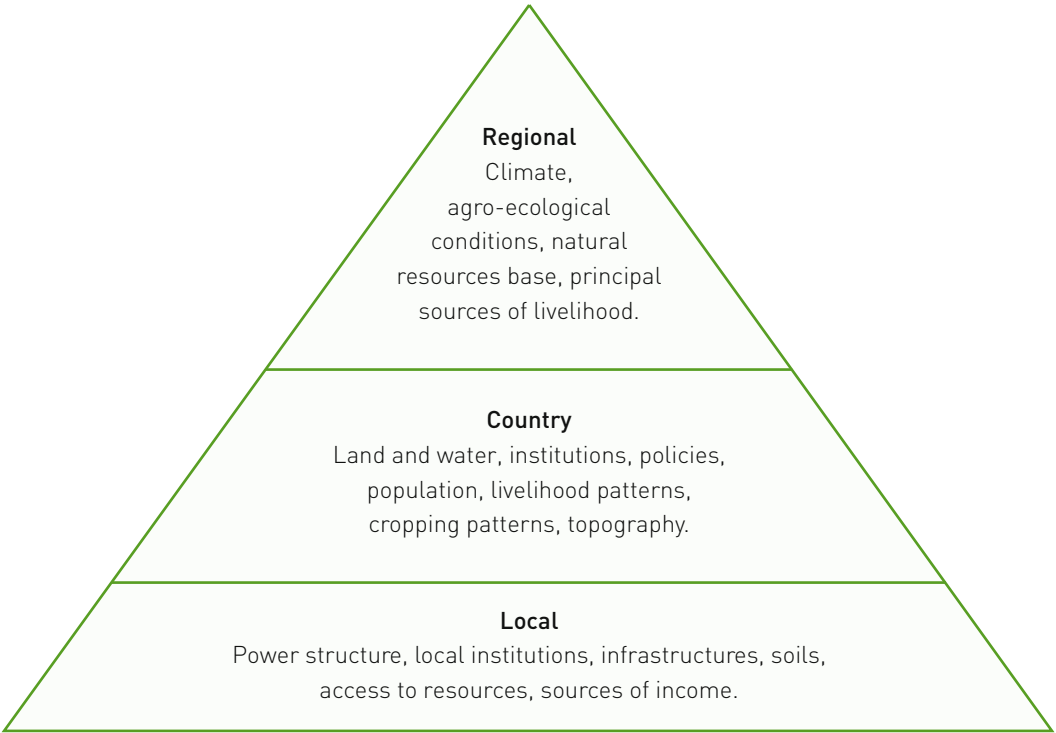 Regional
Climate,
agro-ecological
conditions, natural
resources base, principal
sources of livelihood.
Country
Land and water, institutions, policies,
population, livelihood patterns,
cropping patterns, topography.
Local
Power structure, local institutions, infrastructures, soils,
access to resources, sources of income.